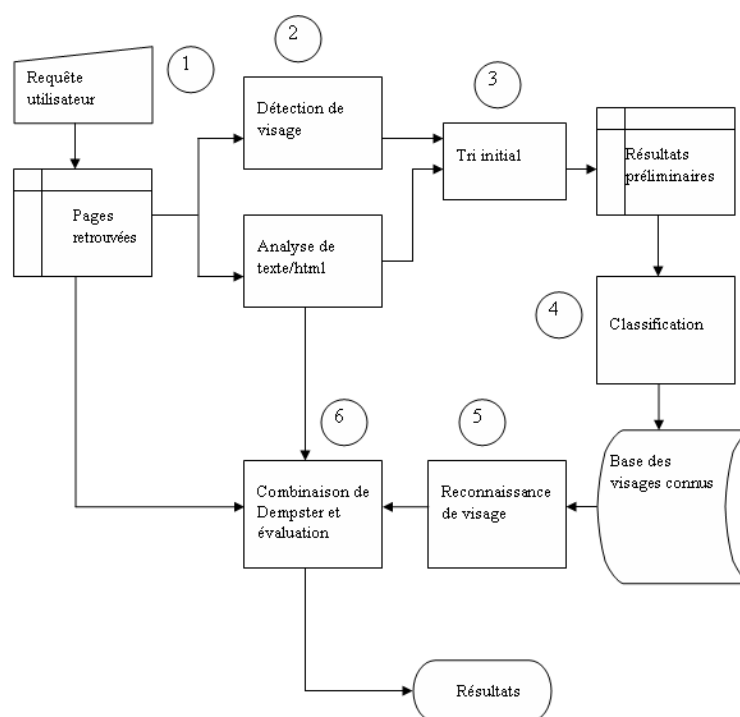 1
2
3
Requête
utilisateur
Détection de
visage
Tri initial
Résultats
préliminaires
Pages
retrouvées
Analyse de
texte/html
4
Classification
6
5
Base des
visages connus
Combinaison de
Dempster et
évaluation
Reconnaissance
de visage
Résultats